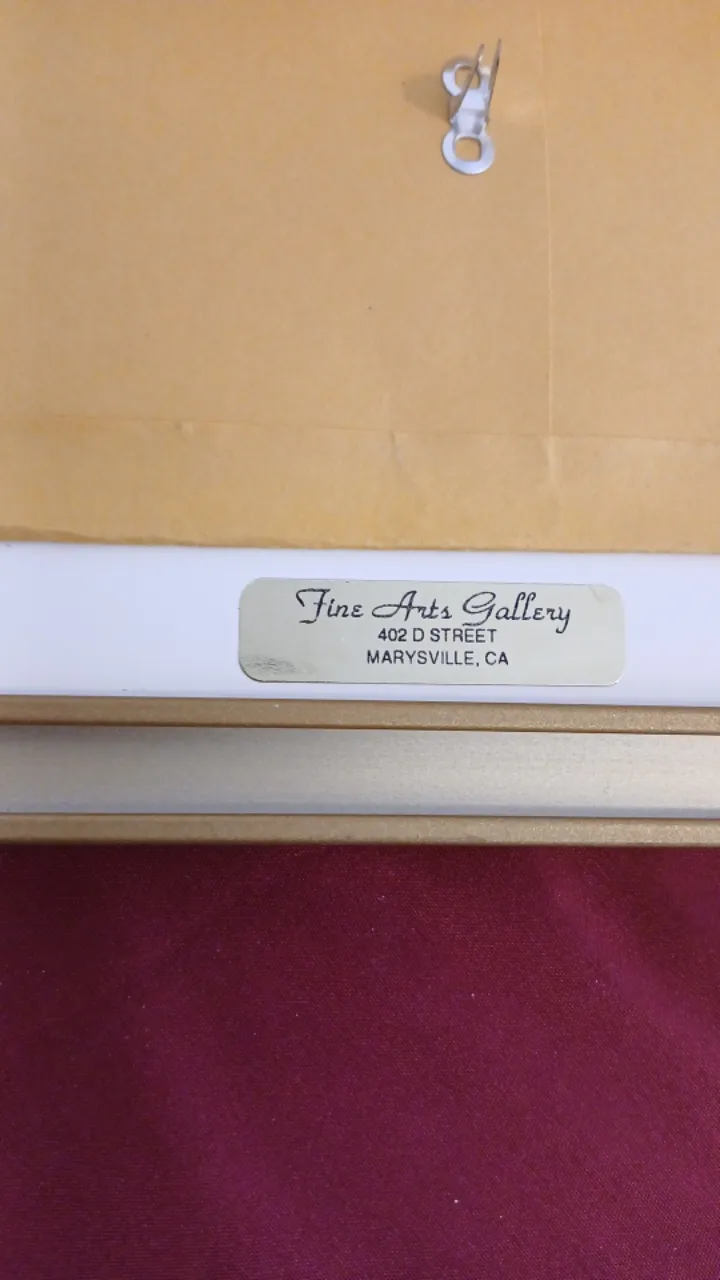 Fine Arts Gallery
402 D STREET
MARYSVILLE, CA